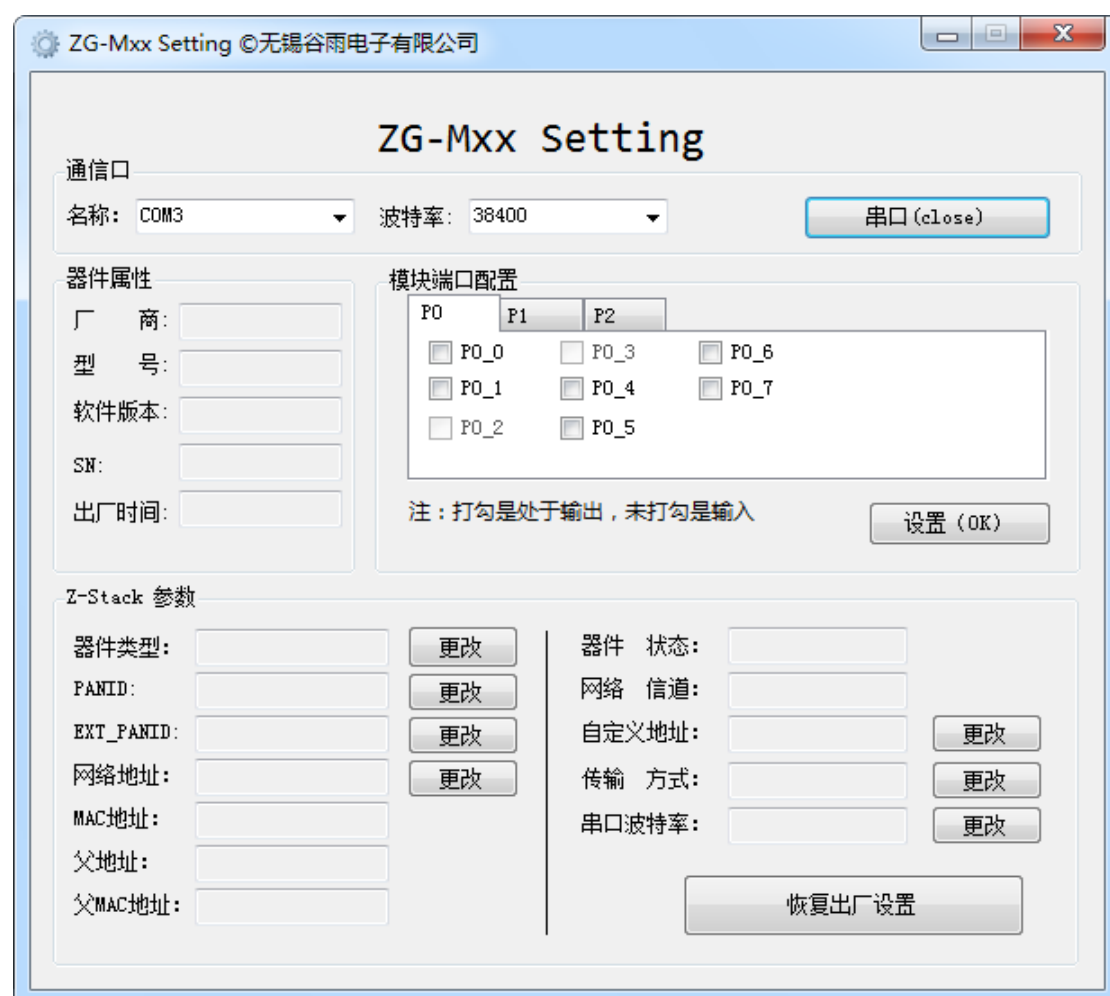 ZG-Mxx Setting ©无锡谷雨电子有限公司
ZG-Mxx Setting
通信口
名称: COM3 波特率: 38400 串口(close)
器件属性
厂 商:
型 号:
软件版本:
SN:
出厂时间:
模块端口配置
P0 P1 P2
P0_0 P0_3 P0_6
P0_1 P0_4 P0_7
P0_2 P0_5
注：打勾是处于输出，未打勾是输入
设置 (OK)
Z-Stack 参数
器件类型: 更改
PANID: 更改
EXT_PANID: 更改
网络地址: 更改
MAC地址:
父地址:
父MAC地址:
器件 状态:
网络 信道:
自定义地址: 更改
传输 方式: 更改
串口波特率: 更改
恢复出厂设置